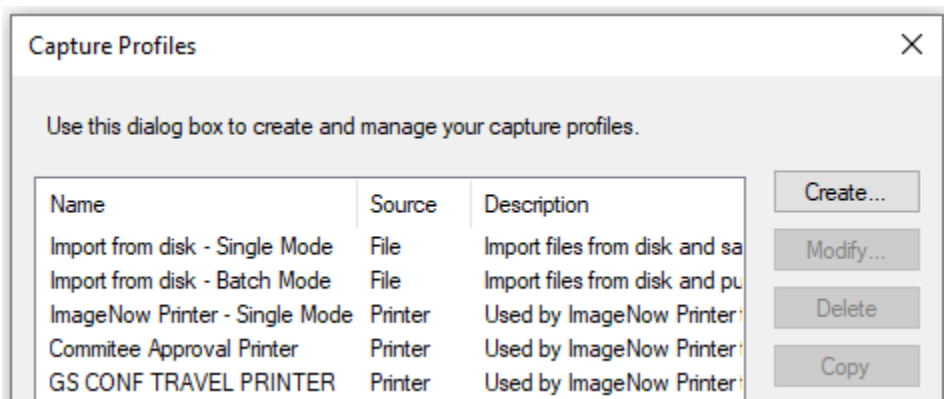 Capture Profiles
Use this dialog box to create and manage your capture profiles.
Name Source Description
Create...
Import from disk - Single Mode File Import files from disk and sa
Modify...
Import from disk - Batch Mode File Import files from disk and pu
ImageNow Printer - Single Mode Printer Used by ImageNow Printer
Delete
Commitee Approval Printer Printer Used by ImageNow Printer
Copy
GS CONF TRAVEL PRINTER Printer Used by ImageNow Printer